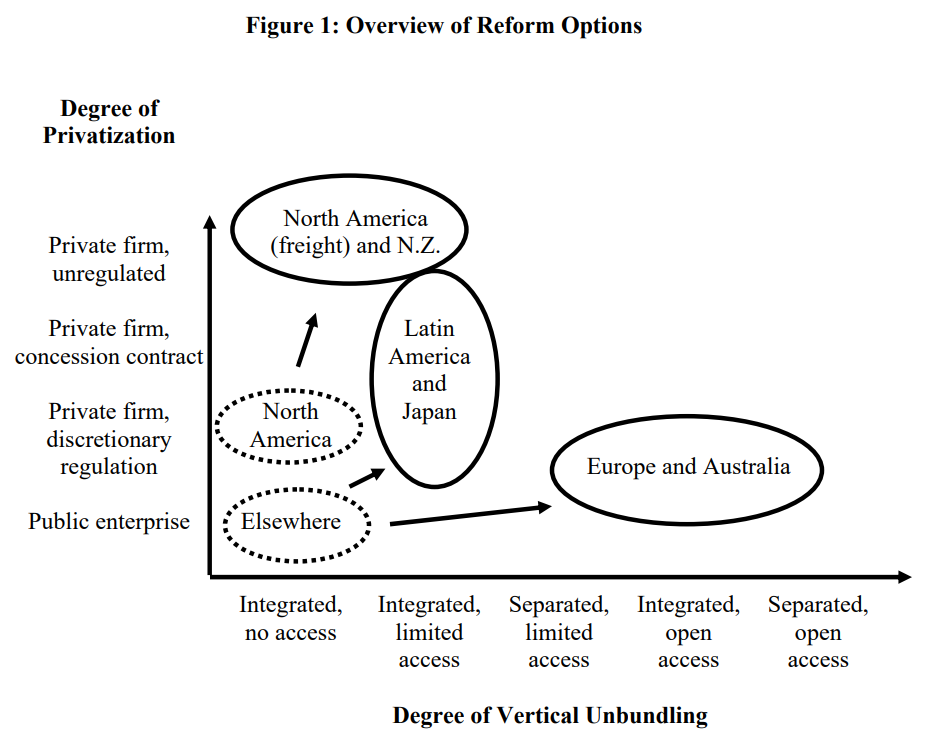 Figure 1: Overview of Reform Options
Degree of
Privatization
North America
(freight) and N.Z.
Private firm,
unregulated
Latin
America
and
Japan
Private firm,
concession contract
North
America
Private firm,
discretionary
regulation
Europe and Australia
Public enterprise
Elsewhere
Integrated,
no access
Integrated,
limited
access
Separated,
limited
access
Integrated,
open
access
Separated,
open
access
Degree of Vertical Unbundling